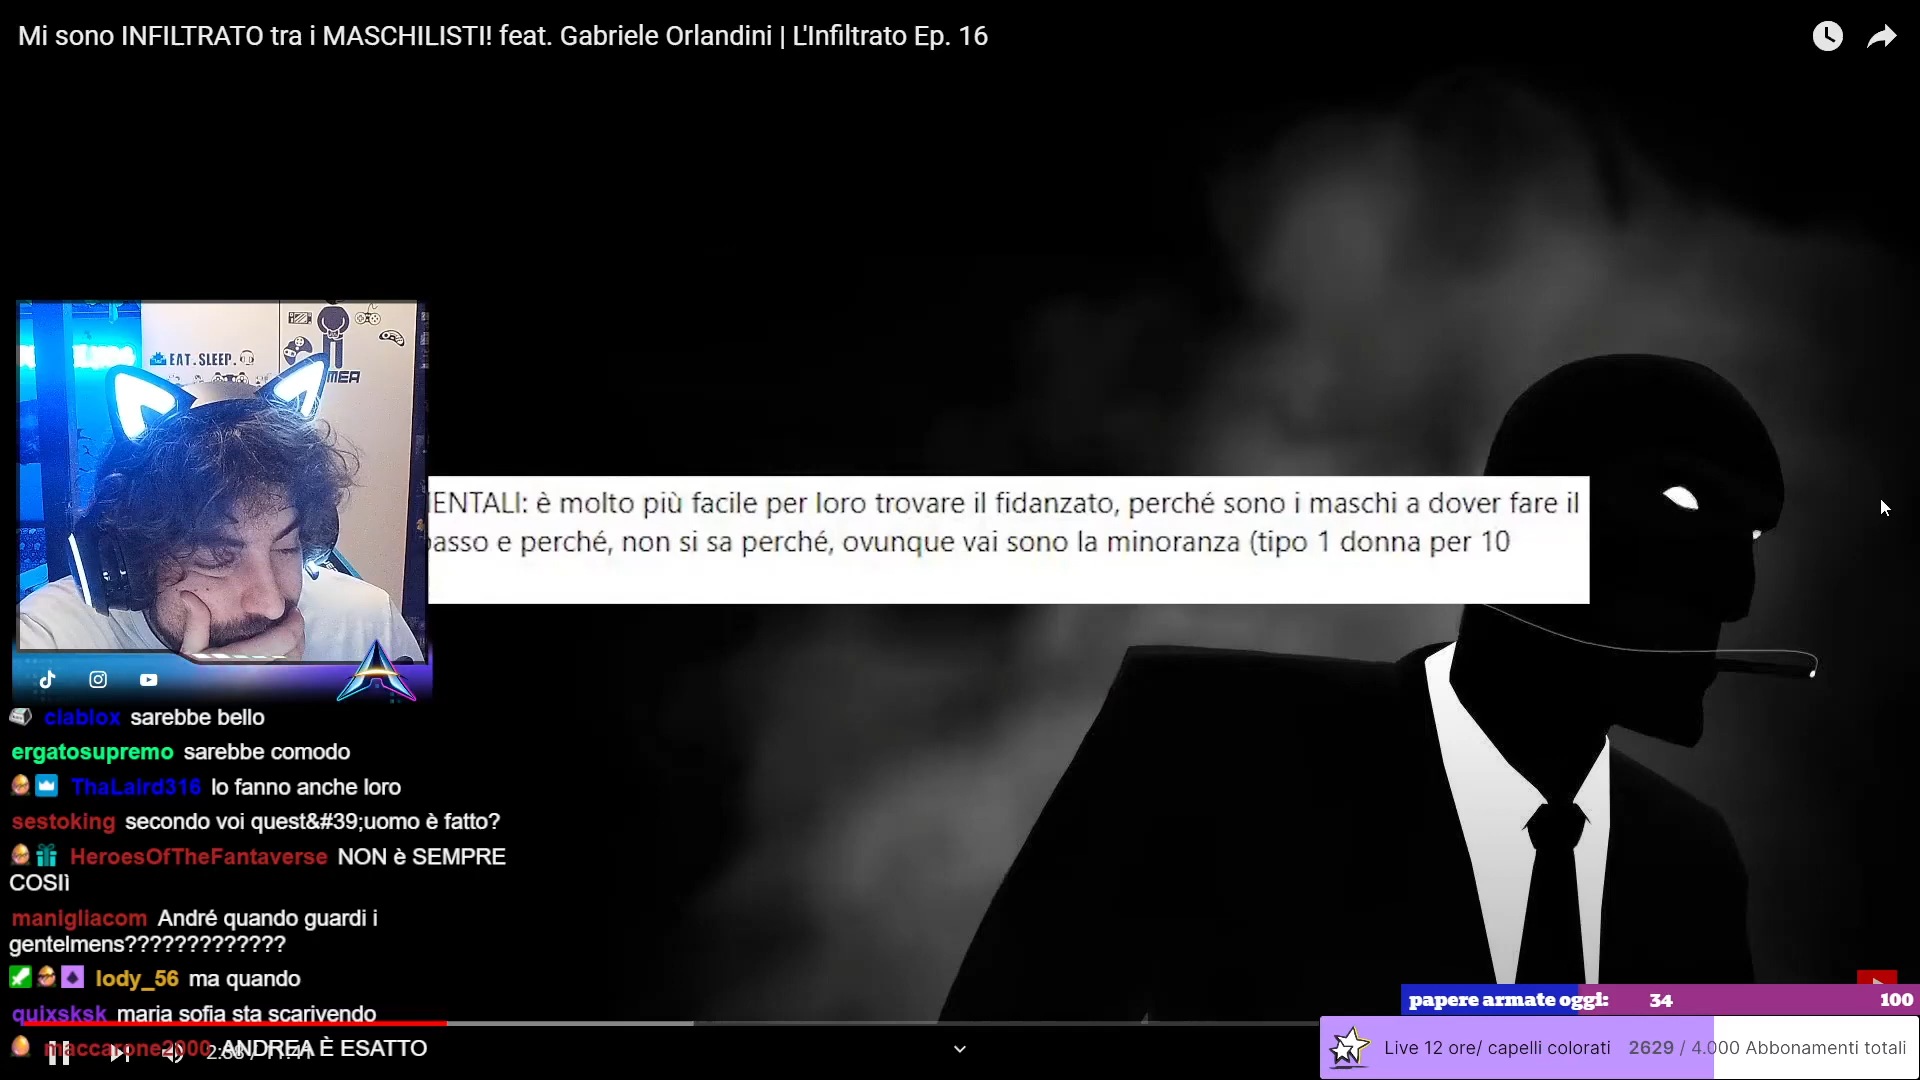 Mi sono INFILTRATO tra i MASCHILISTI! feat. Gabriele Orlandini | L'Infiltrato Ep. 16
EAT.SLEEP.
MENTALI: è molto più facile per loro trovare il fidanzato, perché sono i maschi a dover fare il
passo e perché, non si sa perché, ovunque vai sono la minoranza (tipo 1 donna per 10
clablox sarebbe bello
ergatosupremo sarebbe comodo
ThaLaird316 lo fanno anche loro
sestoking secondo voi quest&#39;uomo è fatto?
HeroesOfTheFantaverse NON è SEMPRE
COSIì
manigliacom André quando guardi i
gentelmens?????????????
lody_56 ma quando
quixsksk maria sofia sta scarivendo
maccarone2000 ANDREA È ESATTO
papere armate oggi: 34 100
Live 12 ore/ capelli colorati 2629 / 4.000 Abbonamenti totali